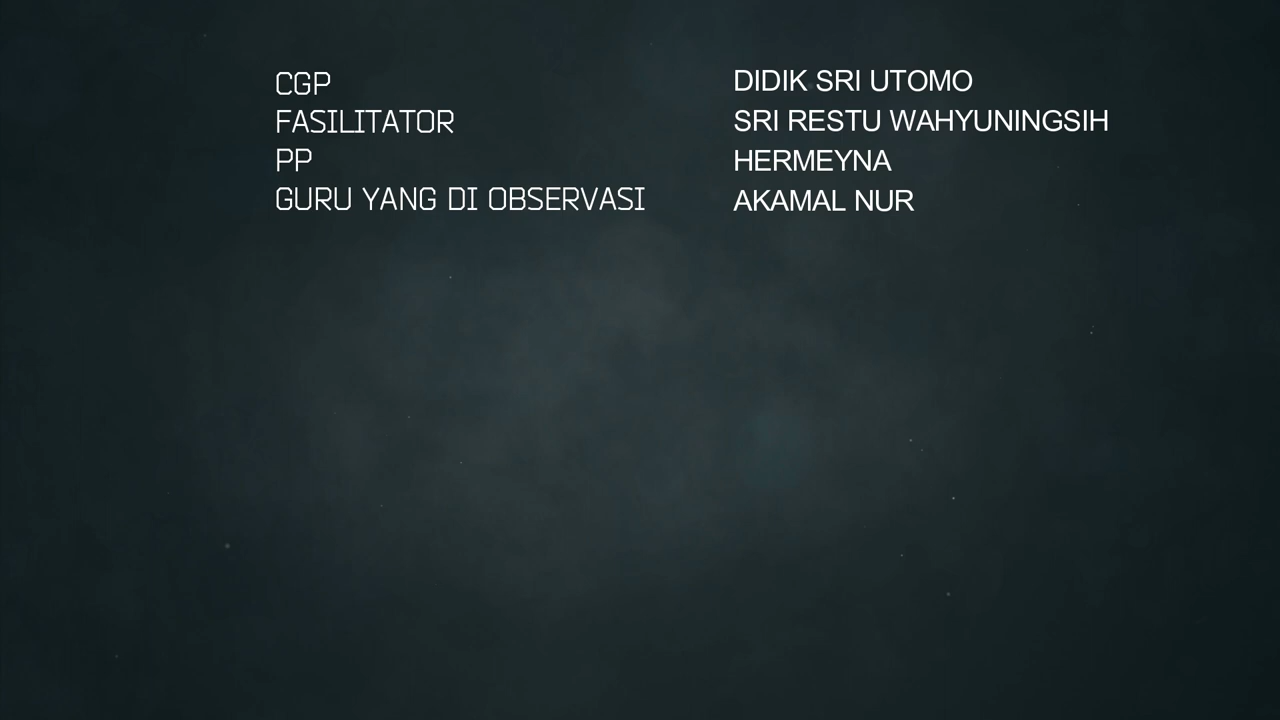 CGP DIDIK SRI UTOMO
FASILITATOR SRI RESTU WAHYUNINGSIH
PP HERMEYNA
GURU YANG DI OBSERVASI AKAMAL NUR